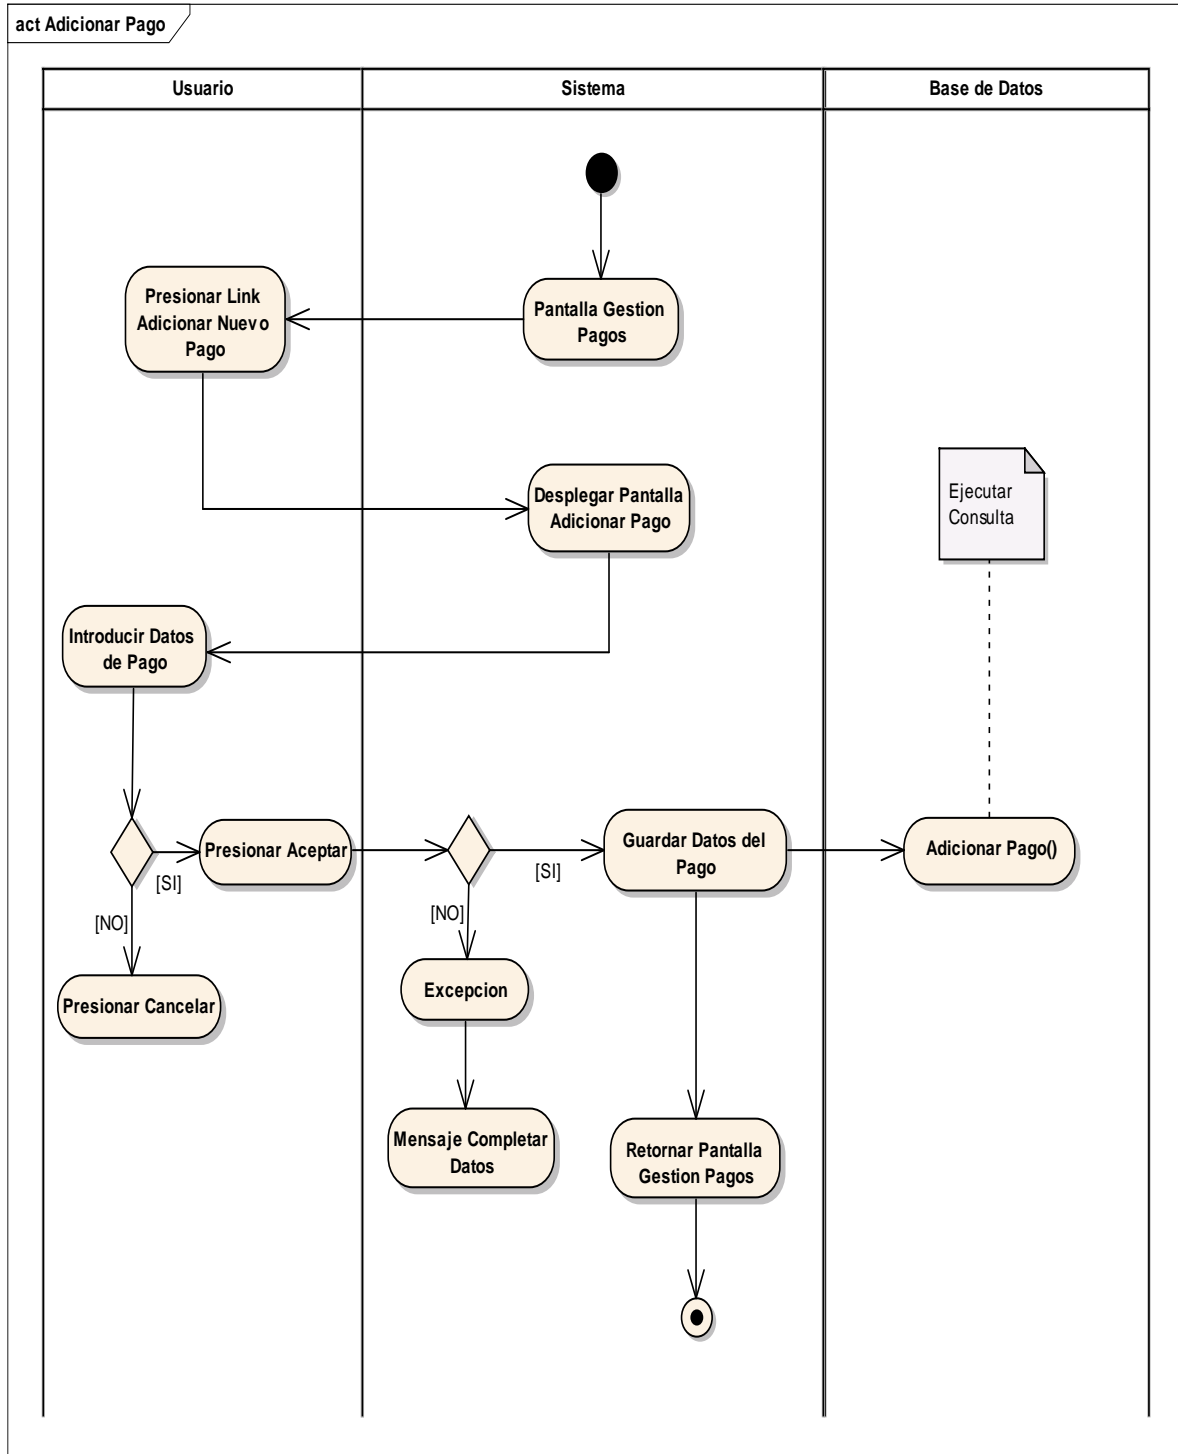 act Adicionar Pago
Usuario
Sistema
Base de Datos
Presionar Link
Adicionar Nuevo
Pago
Pantalla Gestion
Pagos
Desplegar Pantalla
Adicionar Pago
Ejecutar
Consulta
Introducir Datos
de Pago
Presionar Aceptar
[SI]
[NO]
Presionar Cancelar
Guardar Datos del
Pago
[SI]
[NO]
Adicionar Pago()
Excepcion
Mensaje Completar
Datos
Retornar Pantalla
Gestion Pagos